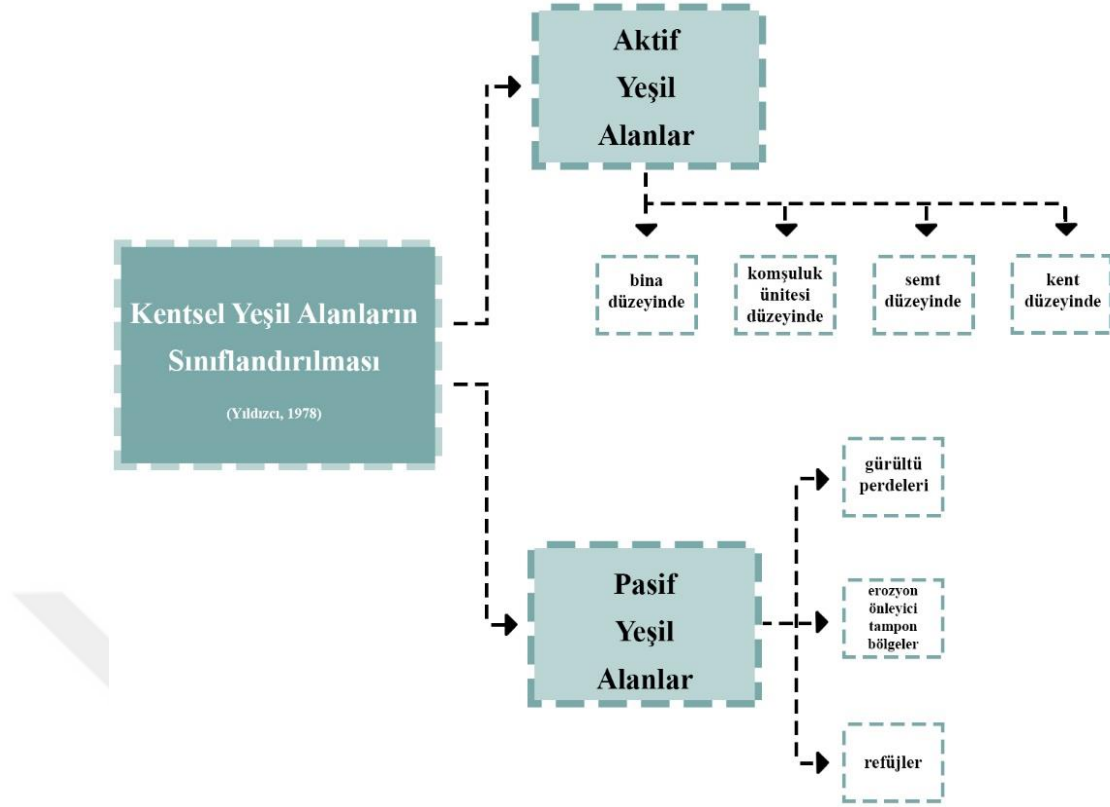 Aktif
Yeşil
Alanlar
bina
düzeyinde
komşuluk
ünitesi
düzeyinde
semt
düzeyinde
kent
düzeyinde
Kentsel Yeşil Alanların
Sınıflandırılması
(Yıldızcı, 1978)
gürültü
perdeleri
Pasif
Yeşil
Alanlar
erozyon
önleyici
tampon
bölgeler
refüjler